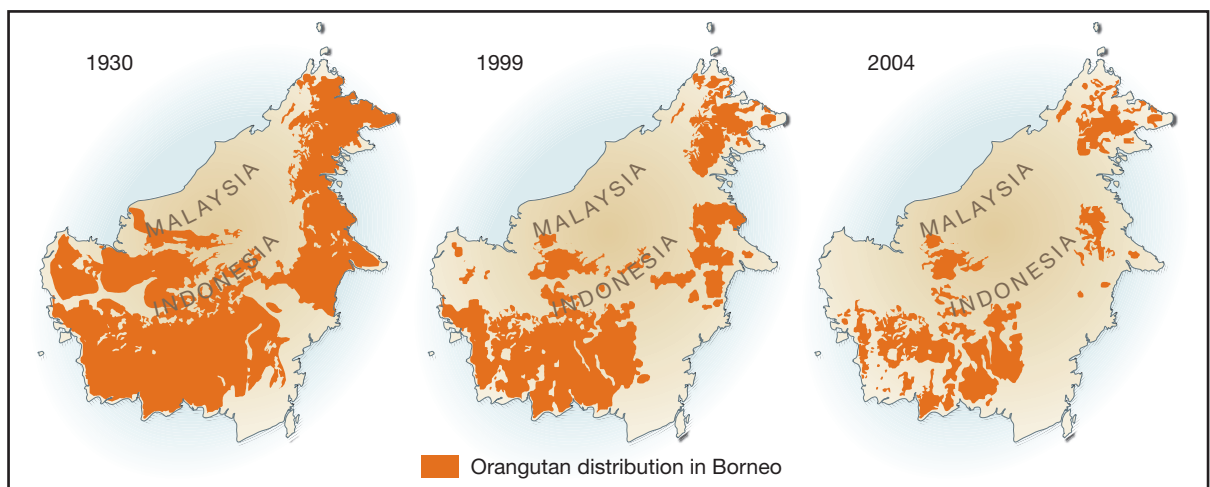 1930
1999
2004
MALAYSIA
INDONESIA
MALAYSIA
INDONESIA
MALAYSIA
INDONESIA
Orangutan distribution in Borneo